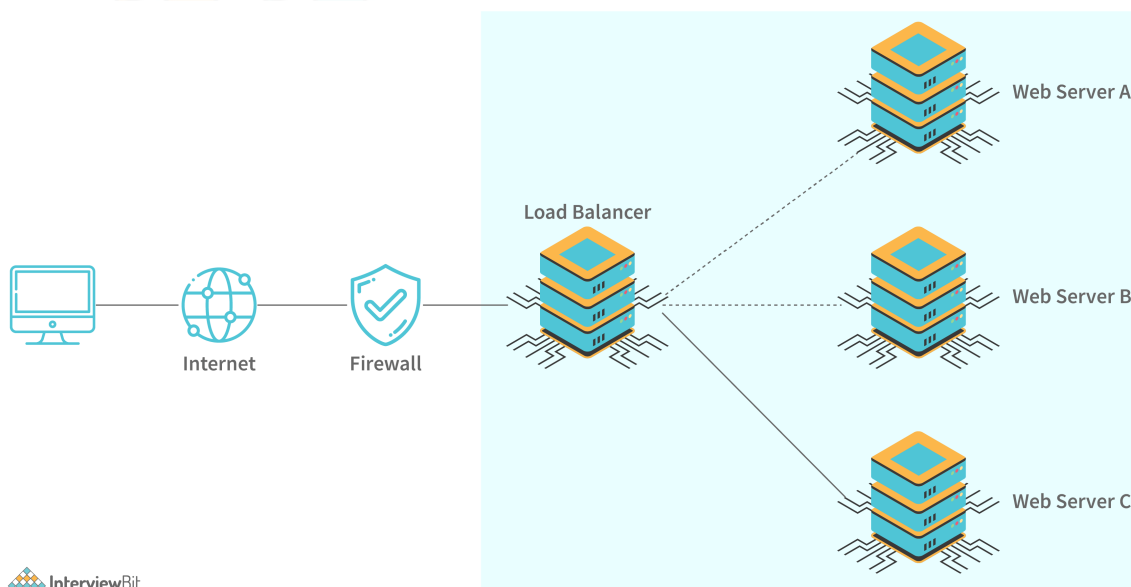 Web Server A
Load Balancer
Web Server B
Internet
Firewall
Web Server C
InterviewBit